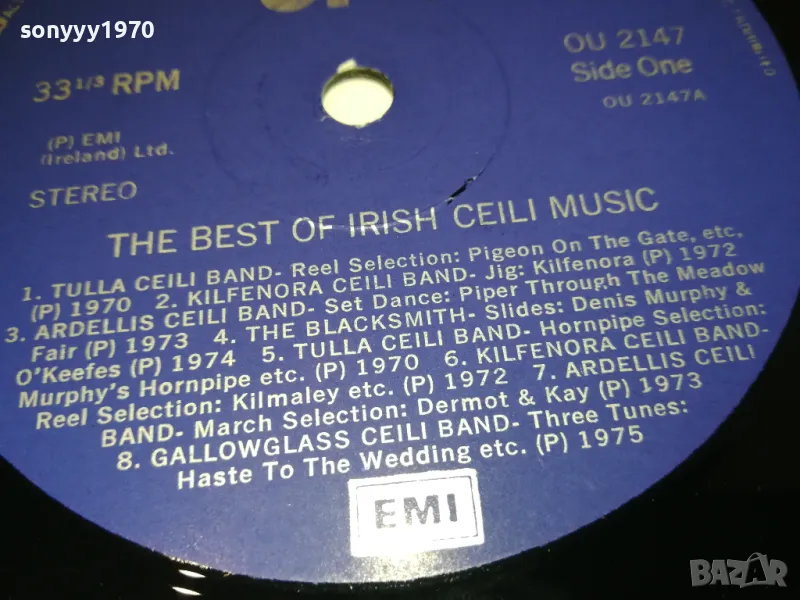 sonyyy1970
33 1/3 RPM
OU 2147
Side One
OU 2147A
(P) EMI
(Ireland) Ltd.
STEREO
THE BEST OF IRISH CEILI MUSIC
1. TULLA CEILI BAND- Reel Selection: Pigeon On The Gate, etc,
(P) 1970 2. KILFENORA CEILI BAND- Jig: Kilfenora (P) 1972
3. ARDELLIS CEILI BAND- Set Dance: Piper Through The Meadow
Fair (P) 1973 4. THE BLACKSMITH- Slides: Denis Murphy &
O'Keefes (P) 1974 5. TULLA CEILI BAND- Hornpipe Selection:
Murphy's Hornpipe etc. (P) 1970 6. KILFENORA CEILI BAND-
Reel Selection: Kilmaley etc. (P) 1972 7. ARDELLIS CEILI
BAND- March Selection: Dermot & Kay (P) 1973
8. GALLOWGLASS CEILI BAND- Three Tunes:
Haste To The Wedding etc. (P) 1975
EMI
BAZAR
www.Bazar.bg